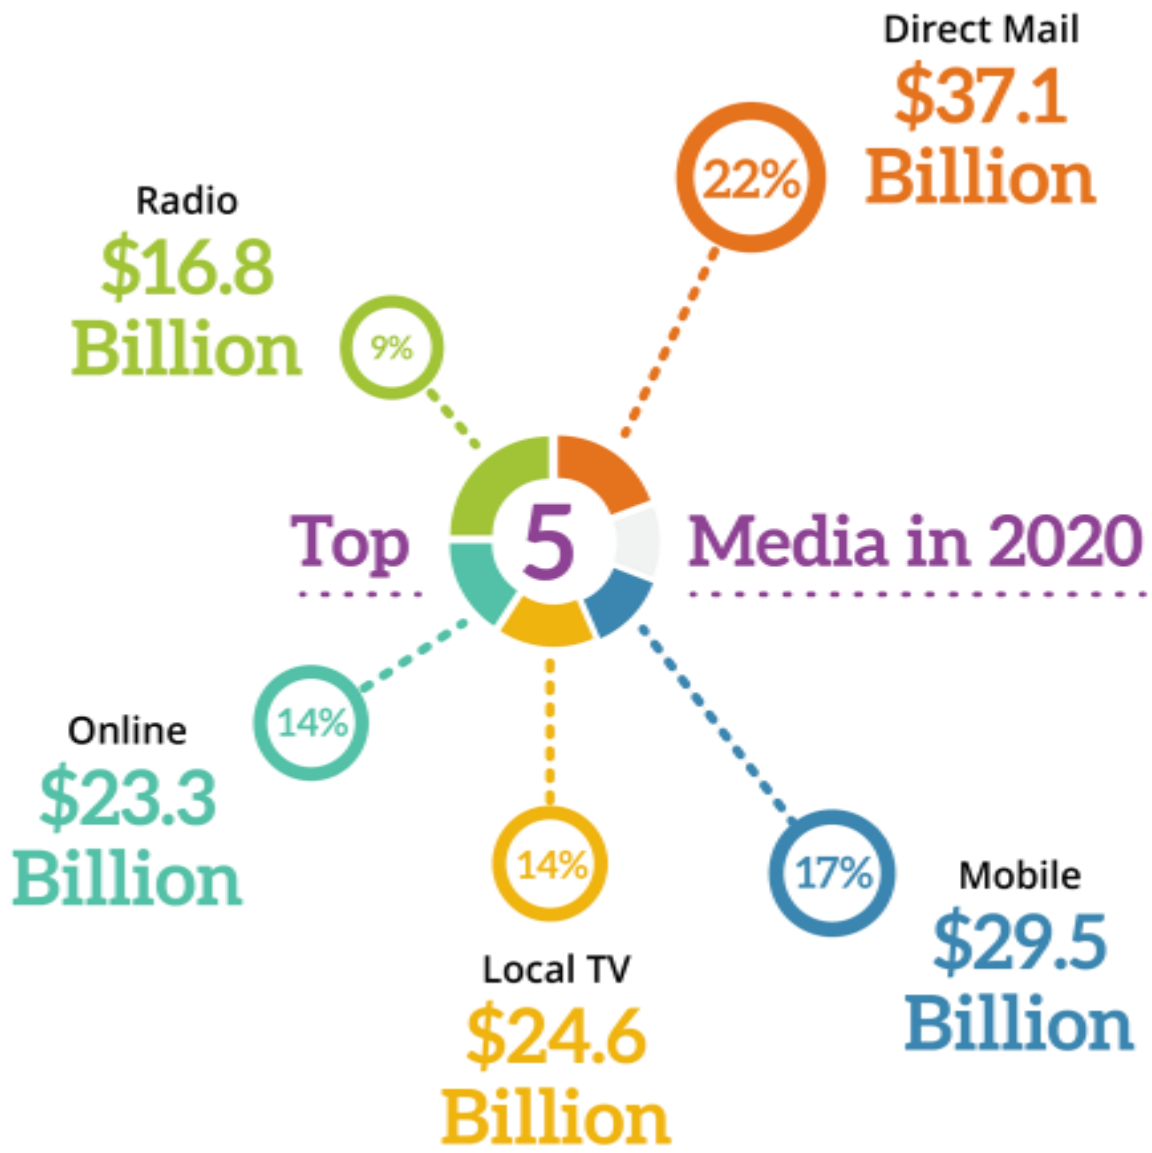 Direct Mail
$37.1
Billion
22%
Radio
$16.8
Billion
9%
Top 5 Media in 2020
Online
$23.3
Billion
14%
14%
Local TV
$24.6
Billion
17%
Mobile
$29.5
Billion